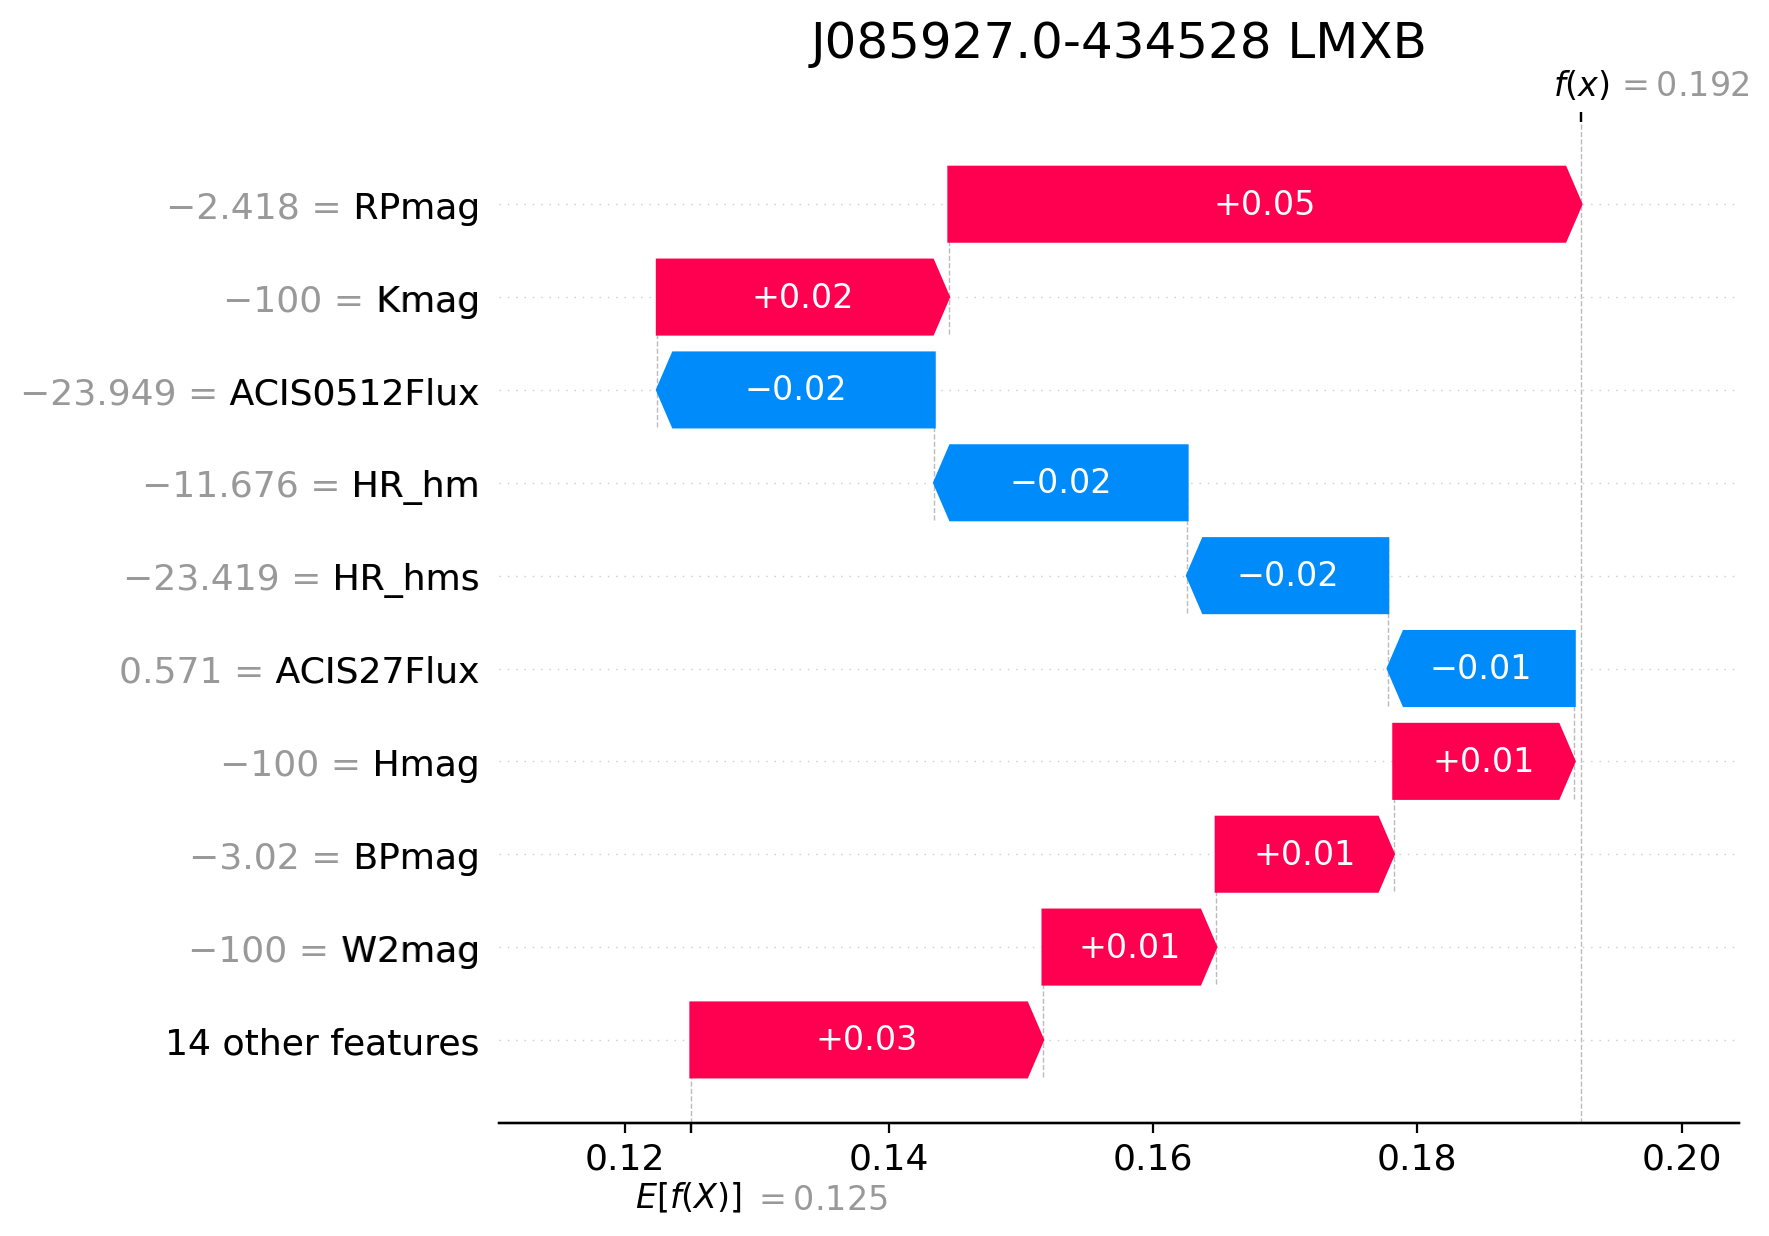 J085927.0-434528 LMXB
f(x) = 0.192
−2.418 = RPmag +0.05
−100 = Kmag +0.02
−23.949 = ACIS0512Flux −0.02
−11.676 = HR_hm −0.02
−23.419 = HR_hms −0.02
0.571 = ACIS27Flux −0.01
−100 = Hmag +0.01
−3.02 = BPmag +0.01
−100 = W2mag +0.01
14 other features +0.03
0.12 0.14 0.16 0.18 0.20
E[f(X)] = 0.125